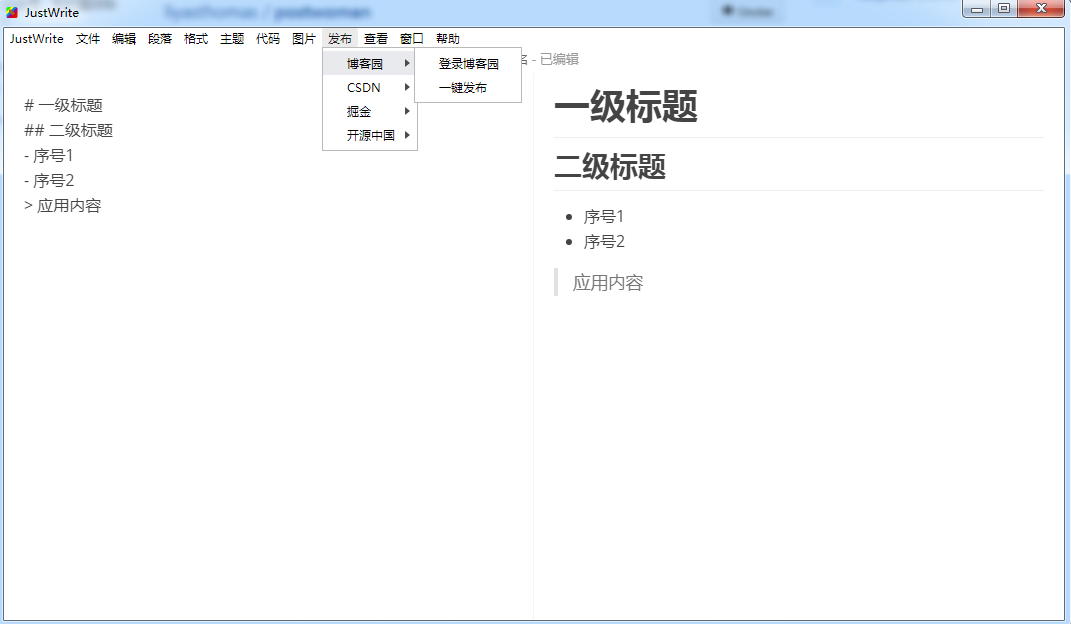 liyasthomas / postwoman
JustWrite
JustWrite 文件 编辑 段落 格式 主题 代码 图片 发布 查看 窗口 帮助
博客园
CSDN
掘金
开源中国
登录博客园
一键发布
名 - 已编辑
# 一级标题
## 二级标题
- 序号1
- 序号2
> 应用内容
一级标题
二级标题
• 序号1
• 序号2
应用内容